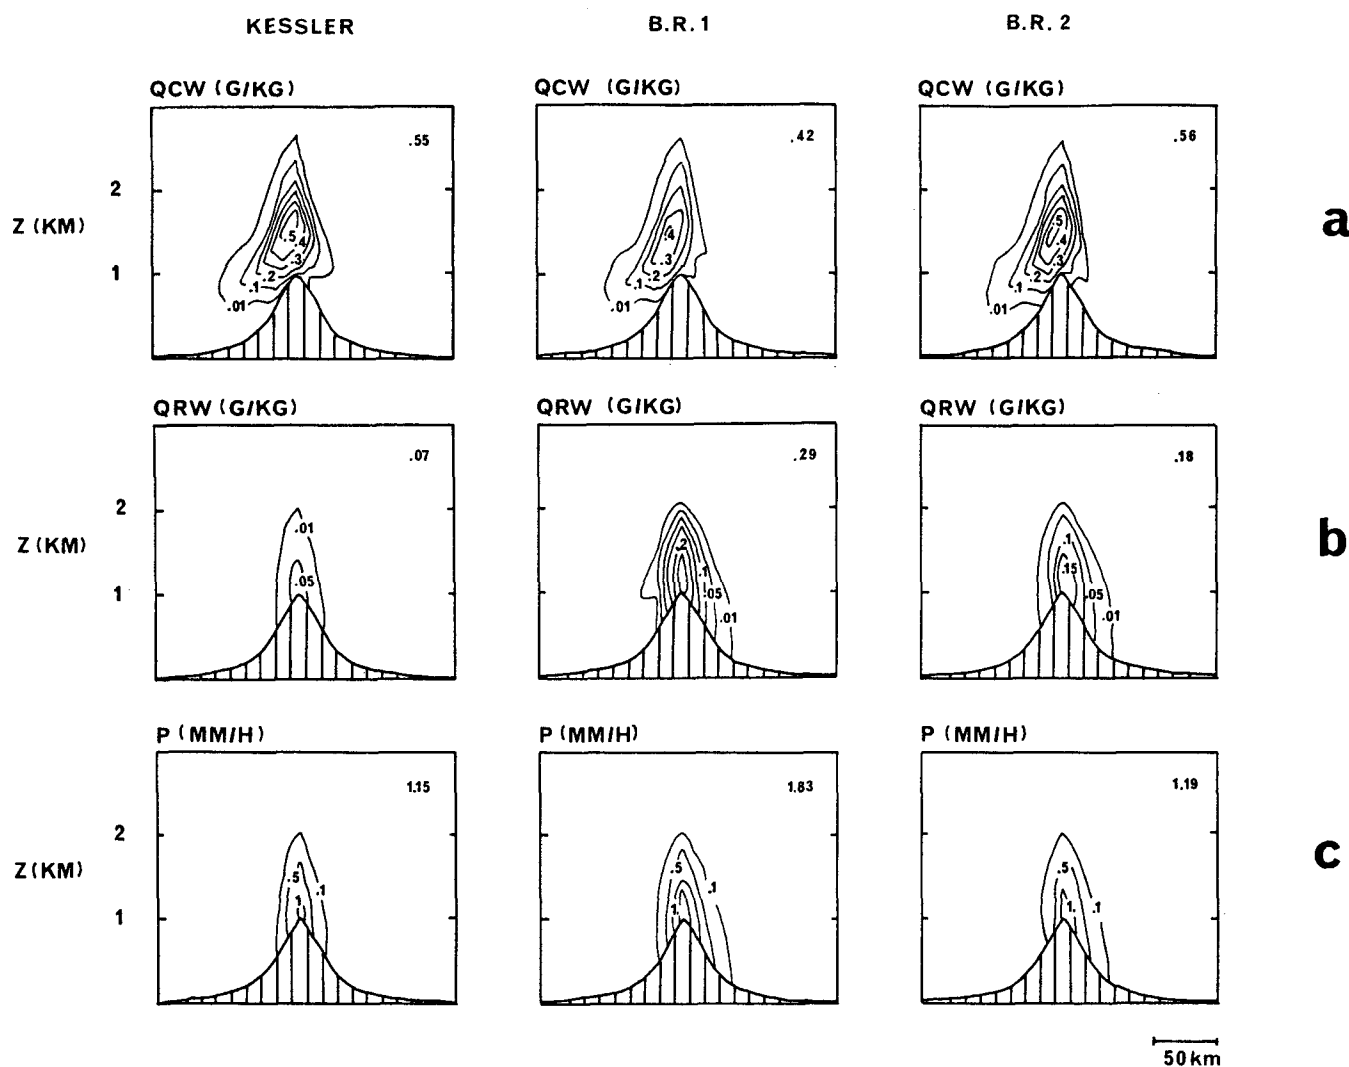 KESSLER B.R.1 B.R.2
QCW (G/KG) QCW (G/KG) QCW (G/KG)
.55 .42 .56
2
Z (KM)
1
.5 .4 .3 .2 .1 .01
.4 .3 .2 .1 .01
.5 .4 .3 .2 .1 .01
a
QRW (G/KG) QRW (G/KG) QRW (G/KG)
.07 .29 .18
2
Z (KM)
1
.01 .05
.2 .1 .05 .01
.1 .15 .05 .01
b
P (MM/H) P (MM/H) P (MM/H)
1.15 1.83 1.19
2
Z (KM)
1
.5 .1 1.
.5 .1 1.
.5 1. .1
c
50 km